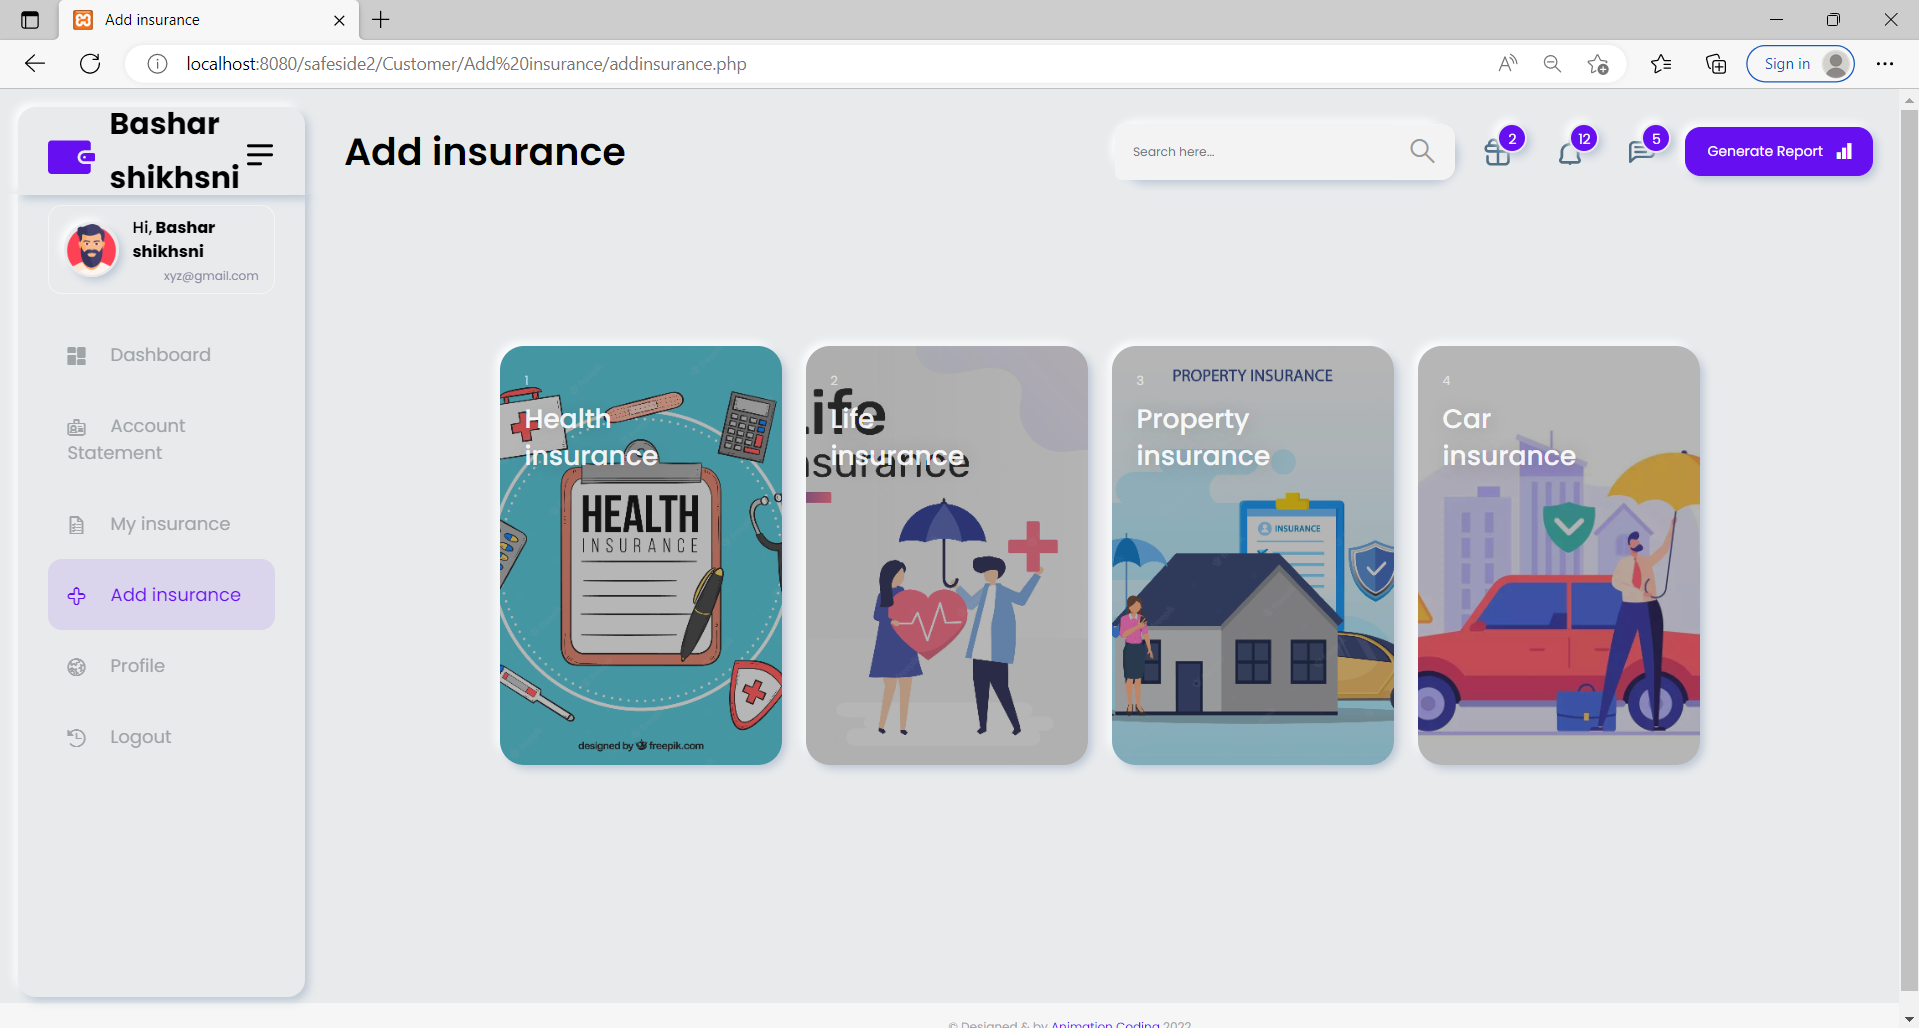 Add insurance
localhost:8080/safeside2/Customer/Add%20insurance/addinsurance.php
Sign in
Bashar
shikhsni
Add insurance
Search here...
2
12
5
Generate Report
Hi, Bashar
shikhsni
xyz@gmail.com
Dashboard
Account
Statement
My insurance
Add insurance
Profile
Logout
1
Health
insurance
HEALTH
INSURANCE
designed by freepik.com
2
Life
insurance
ife
nsurance
3
PROPERTY INSURANCE
Property
insurance
INSURANCE
4
Car
insurance
© Designed & by Animation Coding 2022